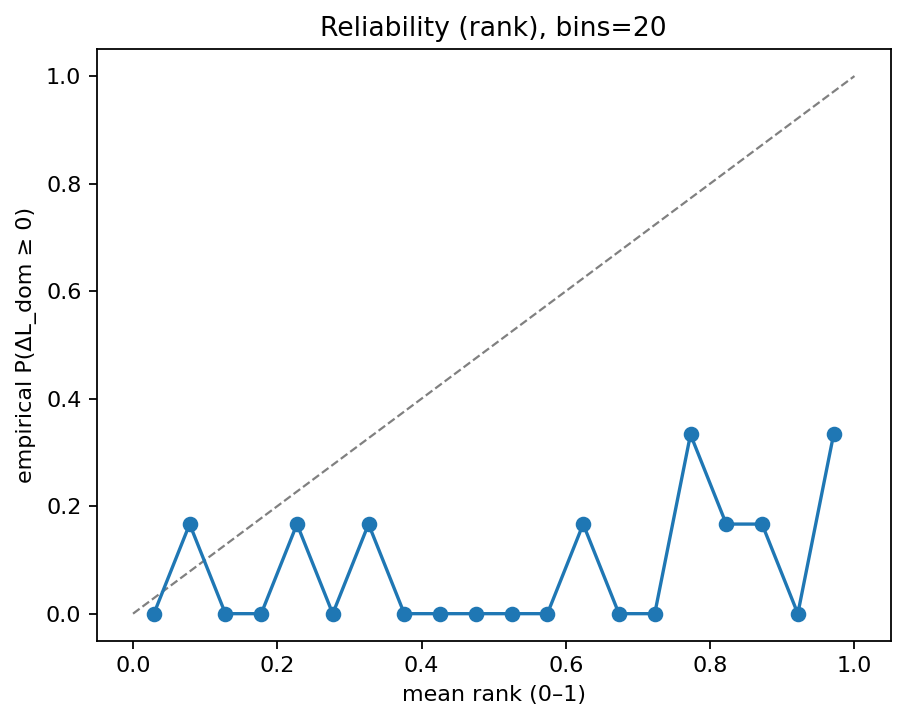 Reliability (rank), bins=20
empirical P(ΔL_dom ≥ 0)
1.0
0.8
0.6
0.4
0.2
0.0
0.0 0.2 0.4 0.6 0.8 1.0
mean rank (0–1)